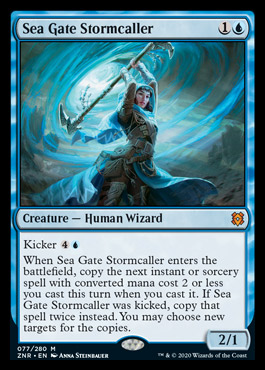 Sea Gate Stormcaller 1
Creature — Human Wizard
Kicker 4
When Sea Gate Stormcaller enters the
battlefield, copy the next instant or sorcery
spell with converted mana cost 2 or less
you cast this turn when you cast it. If Sea
Gate Stormcaller was kicked, copy that
spell twice instead. You may choose new
targets for the copies.
2/1
077/280 M
ZNR • EN Anna Steinbauer
™ & © 2020 Wizards of the Coast